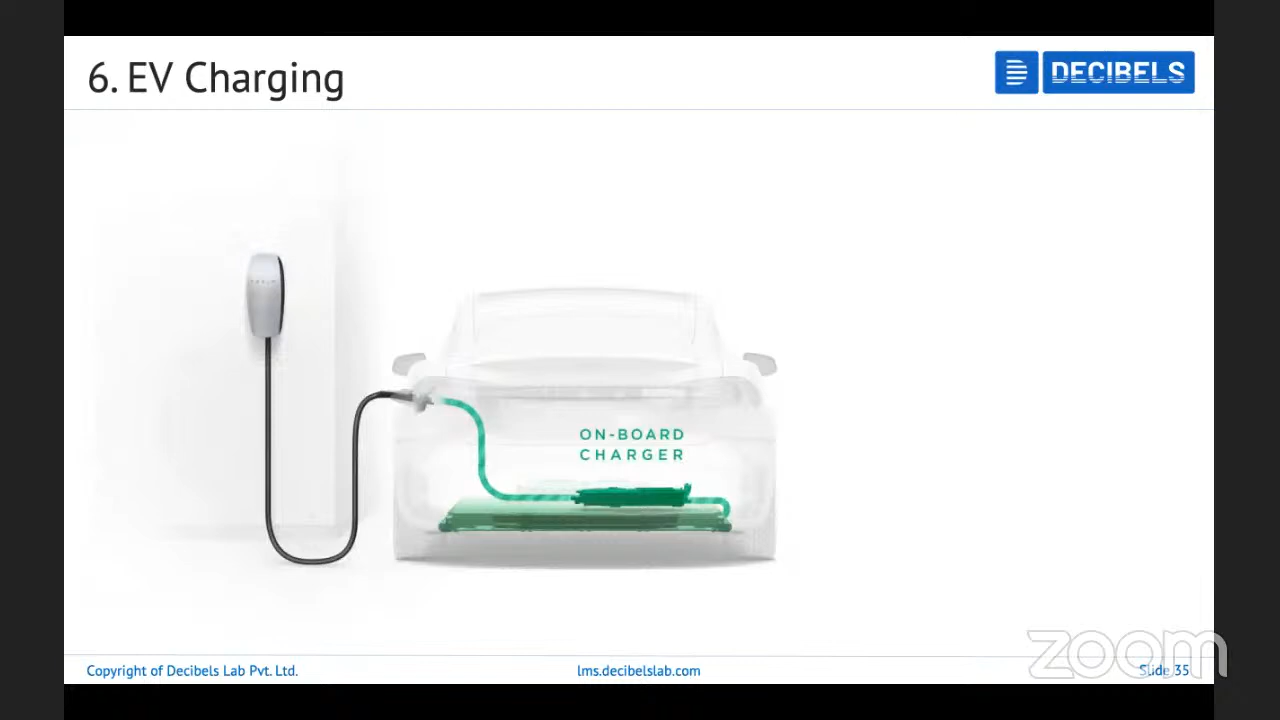 6. EV Charging
DECIBELS
ON-BOARD
CHARGER
Copyright of Decibels Lab Pvt. Ltd.
lms.decibelslab.com
Slide 35
zoom